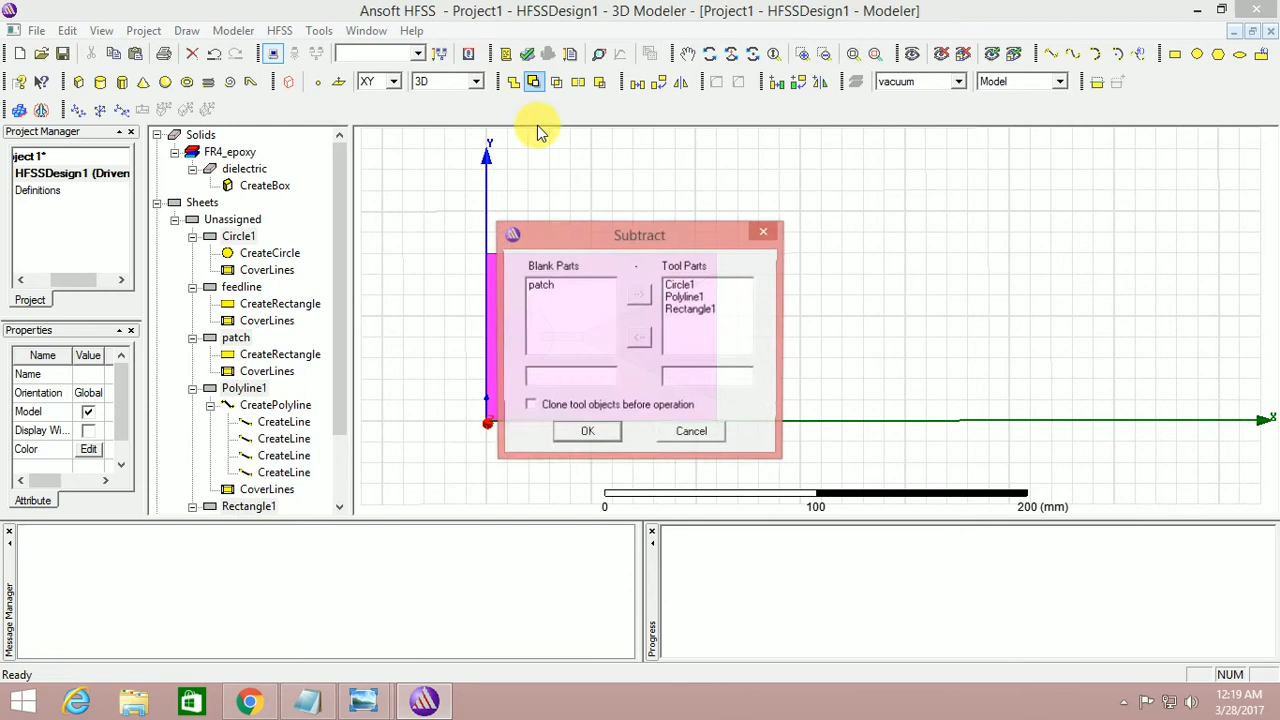 Ansoft HFSS - Project1 - HFSSDesign1 - 3D Modeler - [Project1 - HFSSDesign1 - Modeler]
File Edit View Project Draw Modeler HFSS Tools Window Help
XY 3D vacuum Model
Project Manager
ject1*
HFSSDesign1 (Driven
Definitions
Project
Properties
Name Value
Name
Orientation Global
Model
Display Wi...
Color Edit
Attribute
Solids
FR4_epoxy
dielectric
CreateBox
Sheets
Unassigned
Circle1
CreateCircle
CoverLines
feedline
CreateRectangle
CoverLines
patch
CreateRectangle
CoverLines
Polyline1
CreatePolyline
CreateLine
CreateLine
CreateLine
CreateLine
CoverLines
Rectangle1
Y
X
Subtract
Blank Parts - Tool Parts
patch
Circle1
Polyline1
Rectangle1
Clone tool objects before operation
OK Cancel
0 100 200 (mm)
Message Manager
Progress
Ready
NUM
12:19 AM
3/28/2017